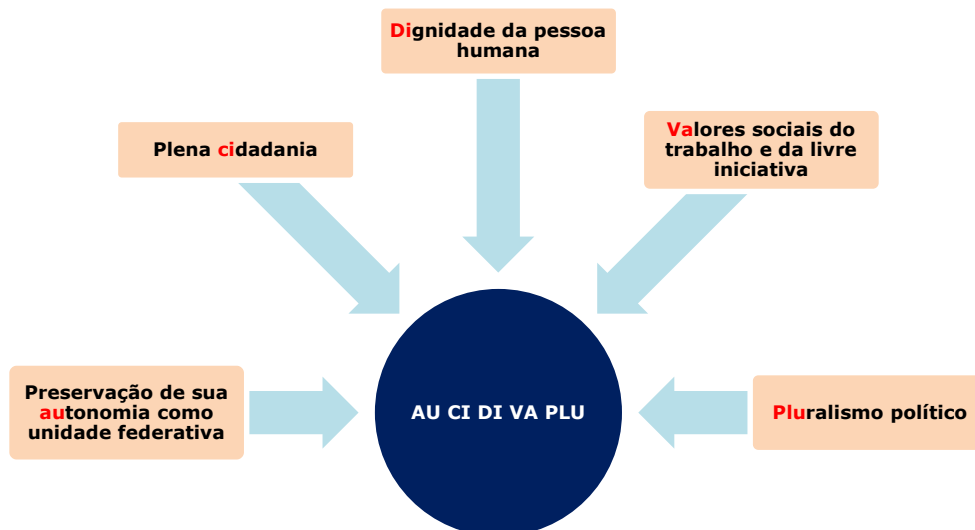 Dignidade da pessoa
humana
Plena cidadania
Valores sociais do
trabalho e da livre
iniciativa
Preservação de sua
autonomia como
unidade federativa
AU CI DI VA PLU
Pluralismo político